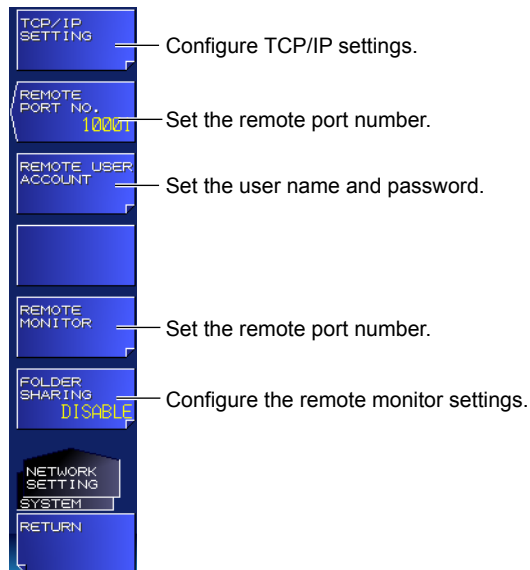 TCP/IP
SETTING
Configure TCP/IP settings.
REMOTE
PORT NO.
10001
Set the remote port number.
REMOTE USER
ACCOUNT
Set the user name and password.
REMOTE
MONITOR
Set the remote port number.
FOLDER
SHARING
DISABLE
Configure the remote monitor settings.
NETWORK
SETTING
SYSTEM
RETURN